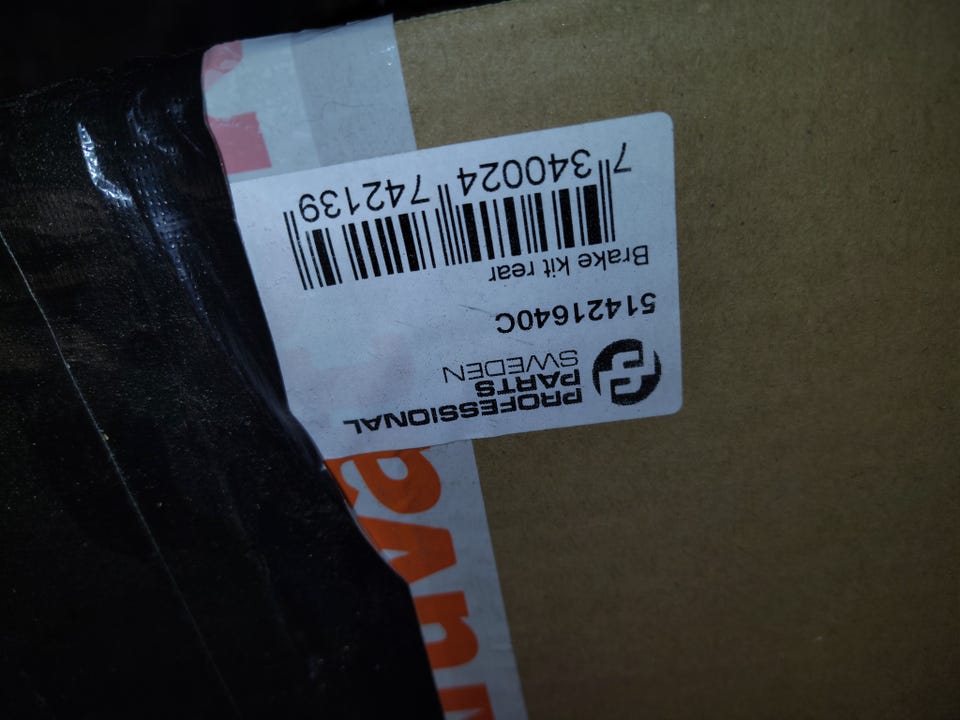 PROFESSIONAL
PARTS
SWEDEN
51421640C
Brake kit rear
7 340024 742139